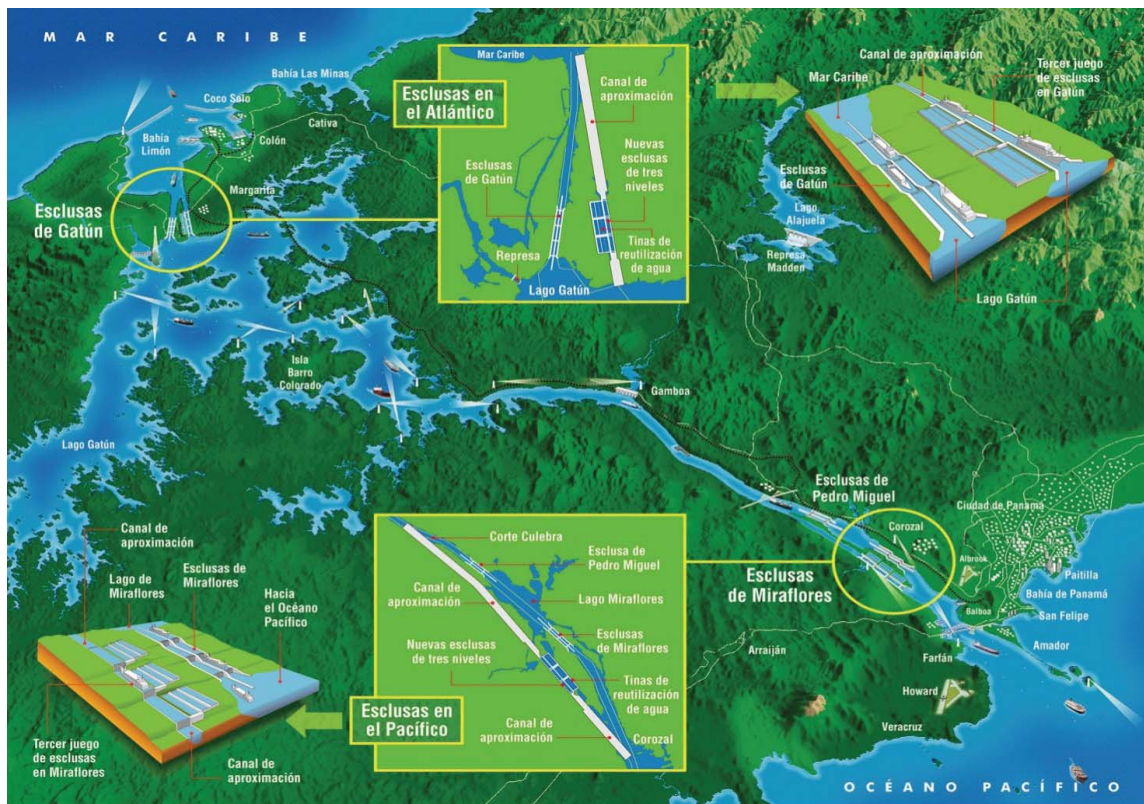 MAR CARIBE
Bahía Las Minas
Coco Solo
Cativa
Colón
Bahía
Limón
Margarita
Esclusas
de Gatún
Esclusas en
el Atlántico
Mar Caribe
Canal de
aproximación
Esclusas
de Gatún
Nuevas
esclusas
de tres
niveles
Represa
Tinas de
reutilización
de agua
Lago Gatún
Canal de aproximación
Mar Caribe
Tercer juego
de esclusas
en Gatún
Esclusas
de Gatún
Lago Gatún
Lago
Alajuela
Represa
Madden
Isla
Barro
Colorado
Gamboa
Lago Gatún
Esclusas de
Pedro Miguel
Corozal
Ciudad de Panamá
Albrook
Paitilla
Bahía de Panamá
San Felipe
Balboa
Amador
Esclusas
de Miraflores
Farfán
Arraiján
Howard
Veracruz
Canal de
aproximación
Lago de
Miraflores
Esclusas de
Miraflores
Hacia
el Océano
Pacífico
Tercer juego
de esclusas
en Miraflores
Canal de
aproximación
Esclusas en
el Pacífico
Corte Culebra
Esclusa de
Pedro Miguel
Canal de
aproximación
Lago Miraflores
Nuevas esclusas
de tres niveles
Esclusas
de Miraflores
Tinas de
reutilización
de agua
Canal de
aproximación
Corozal
OCÉANO PACÍFICO